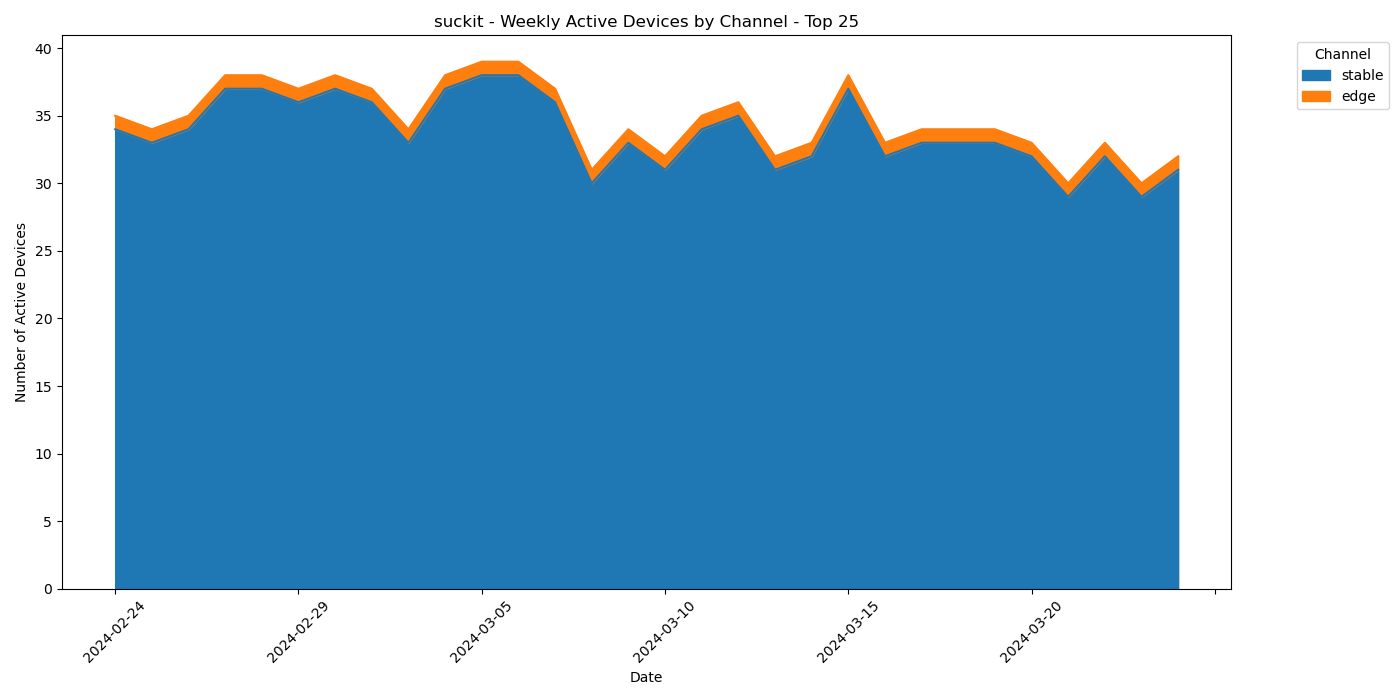 suckit - Weekly Active Devices by Channel - Top 25
Channel
stable
edge
Number of Active Devices
40
35
30
25
20
15
10
5
0
2024-02-24
2024-02-29
2024-03-05
2024-03-10
2024-03-15
2024-03-20
Date